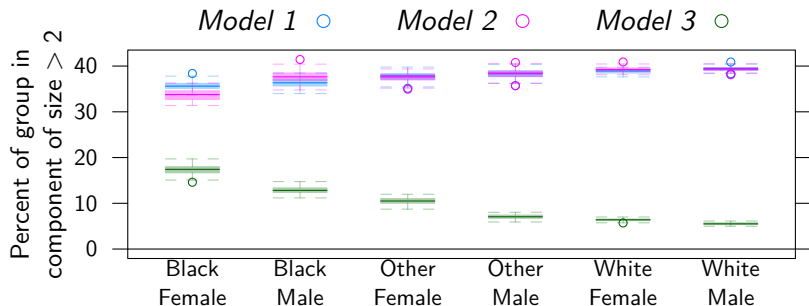 Model 1 Model 2 Model 3
Percent of group in
component of size > 2
40
30
20
10
0
Black Black Other Other White White
Female Male Female Male Female Male